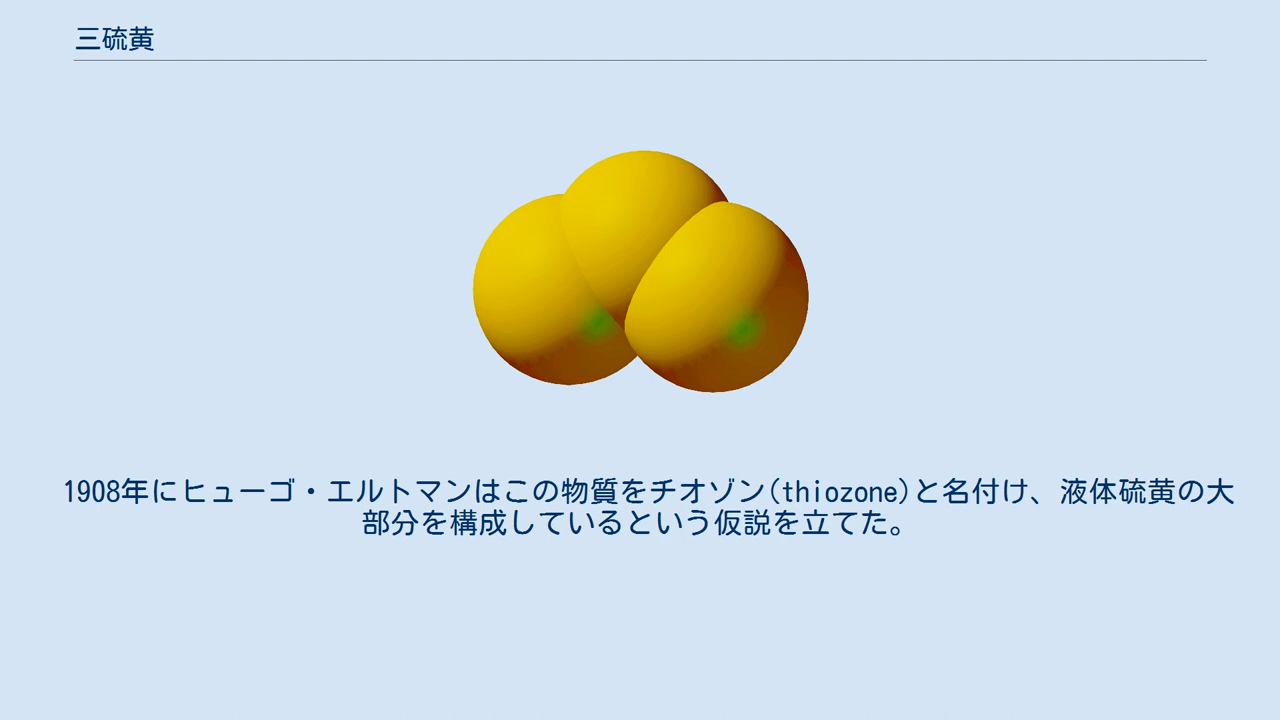 三硫黄
1908年にヒューゴ・エルトマンはこの物質をチオゾン(thiozone)と名付け、液体硫黄の大
部分を構成しているという仮説を立てた。